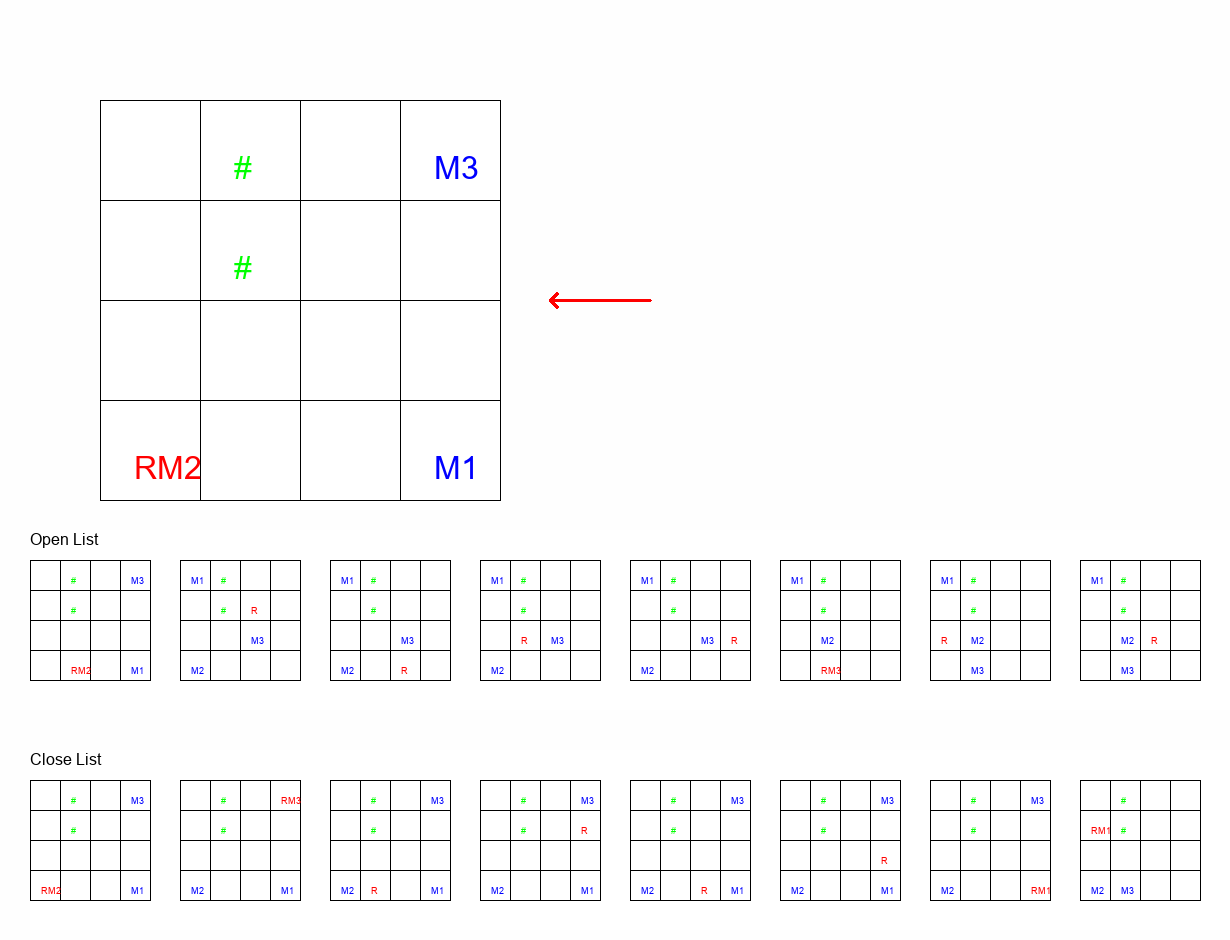 # M3
#
RM2 M1
Open List
# M3 M1 # M1 # M1 # M1 # M1 # M1 # M1 #
# # R # # # # # #
M3 M3 R M3 M3 R M2 R M2 M2 R
RM2 M1 M2 M2 R M2 M2 RM3 M3 M3
Close List
# M3 # RM3 # M3 # M3 # M3 # M3 # M3 #
# # # # R # # # RM1 #
R
RM2 M1 M2 M1 M2 R M1 M2 M1 M2 R M1 M2 M1 M2 RM1 M2 M3